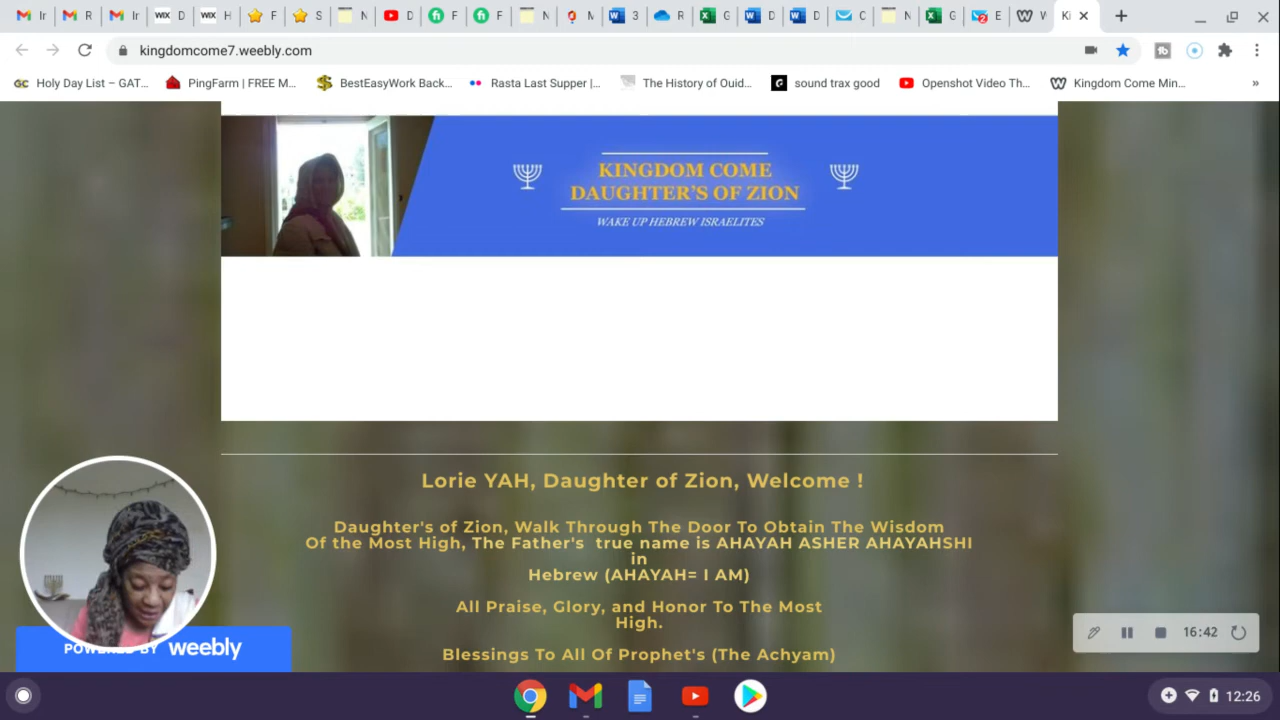 Ir
R
Ir
D
H
F
S
N
D
F
F
N
M
3
R
G
D
D
C
N
G
E
Ki
kingdomcome7.weebly.com
Holy Day List – GAT...
PingFarm | FREE M...
BestEasyWork Back...
Rasta Last Supper |...
The History of Ouid...
sound trax good
Openshot Video Th...
Kingdom Come Min...
»
KINGDOM COME
DAUGHTER'S OF ZION
WAKE UP HEBREW ISRAELITES
Lorie YAH, Daughter of Zion, Welcome !
Daughter's of Zion, Walk Through The Door To Obtain The Wisdom
Of the Most High, The Father's true name is AHAYAH ASHER AHAYAHSHI
in
Hebrew (AHAYAH= I AM)
All Praise, Glory, and Honor To The Most
High.
Blessings To All Of Prophet's (The Achyam)
POWERED BY weebly
16:42
12:26